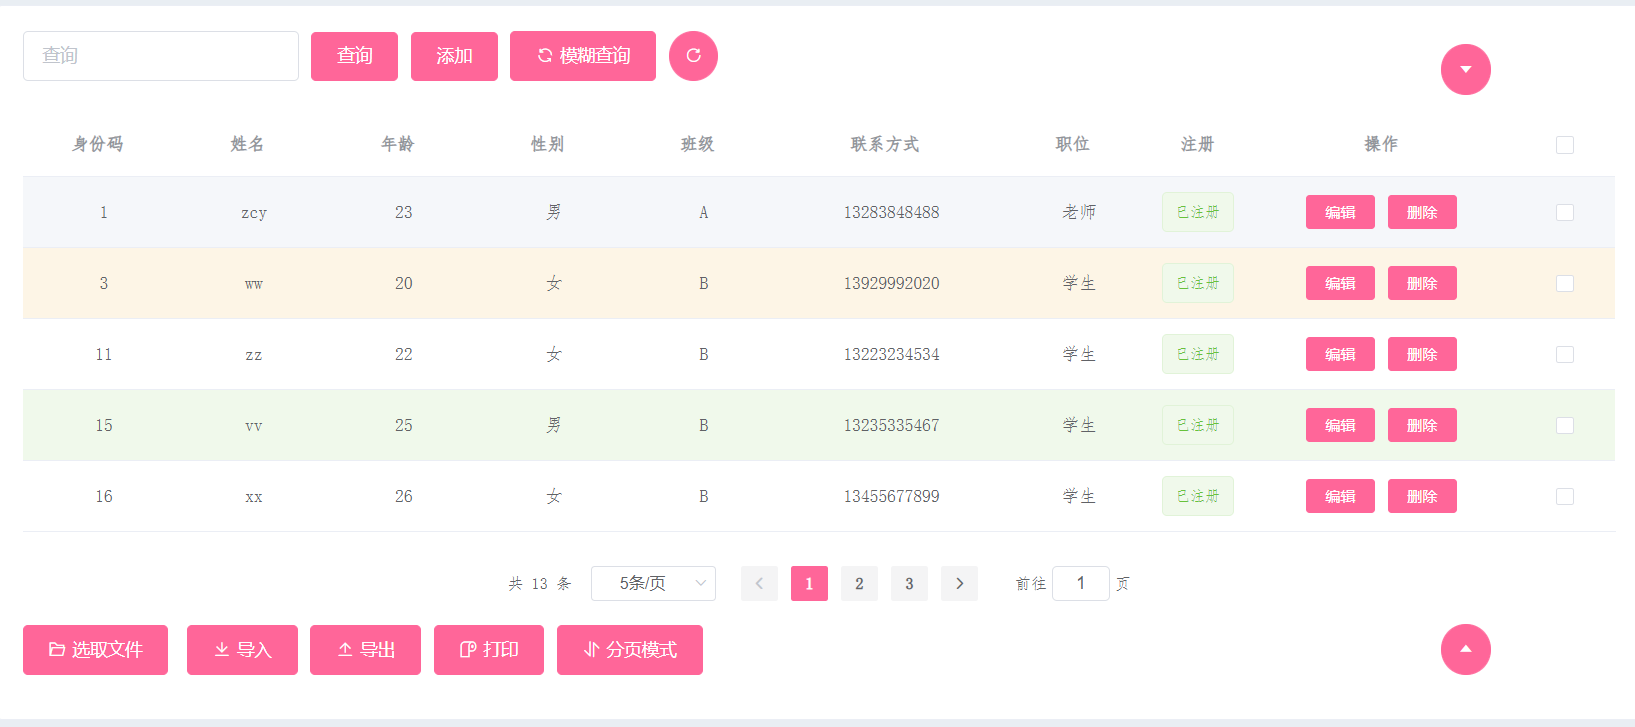 查询 查询 添加 模糊查询
身份码 姓名 年龄 性别 班级 联系方式 职位 注册 操作
1 zcy 23 男 A 13283848488 老师 已注册 编辑 删除
3 ww 20 女 B 13929992020 学生 已注册 编辑 删除
11 zz 22 女 B 13223234534 学生 已注册 编辑 删除
15 vv 25 男 B 13235335467 学生 已注册 编辑 删除
16 xx 26 女 B 13455677899 学生 已注册 编辑 删除
共 13 条 5条/页 1 2 3 前往 1 页
选取文件 导入 导出 打印 分页模式